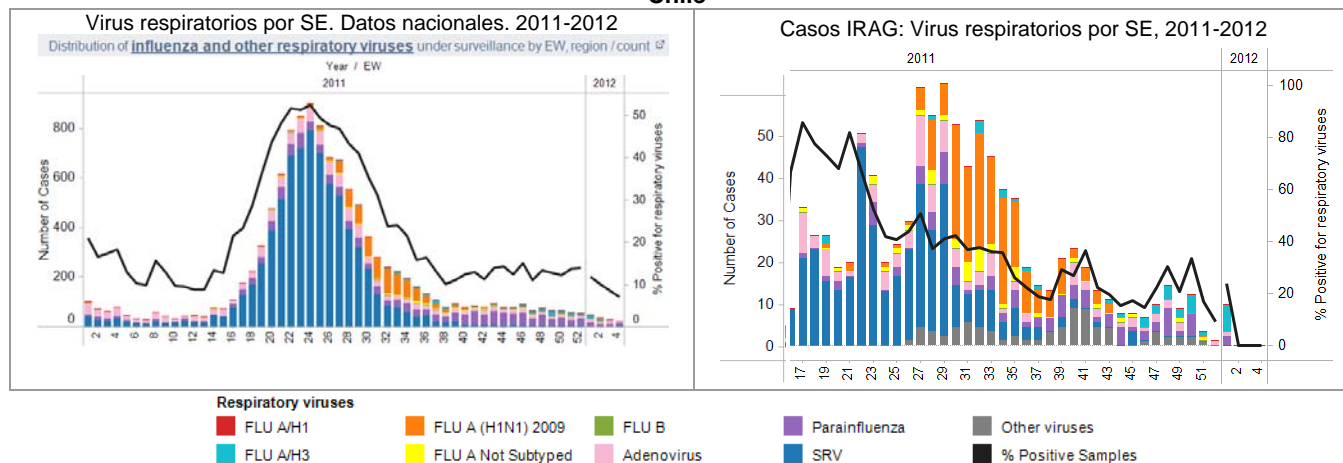 Chile
Virus respiratorios por SE. Datos nacionales. 2011-2012
Distribution of influenza and other respiratory viruses under surveillance by EW, region / count
Year / EW
2011 2012
Number of Cases
800
600
400
200
0
50
40
30
20
10
0
% Positive for respiratory viruses
2 4 6 8 10 12 14 16 18 20 22 24 26 28 30 32 34 36 38 40 42 44 46 48 50 52 2 4
Casos IRAG: Virus respiratorios por SE, 2011-2012
2011 2012
Number of Cases
50
40
30
20
10
0
100
80
60
40
20
0
% Positive for respiratory viruses
17 19 21 23 25 27 29 31 33 35 37 39 41 43 45 47 49 51 2 4
Respiratory viruses
FLU A/H1 FLU A (H1N1) 2009 FLU B Parainfluenza Other viruses
FLU A/H3 FLU A Not Subtyped Adenovirus SRV % Positive Samples